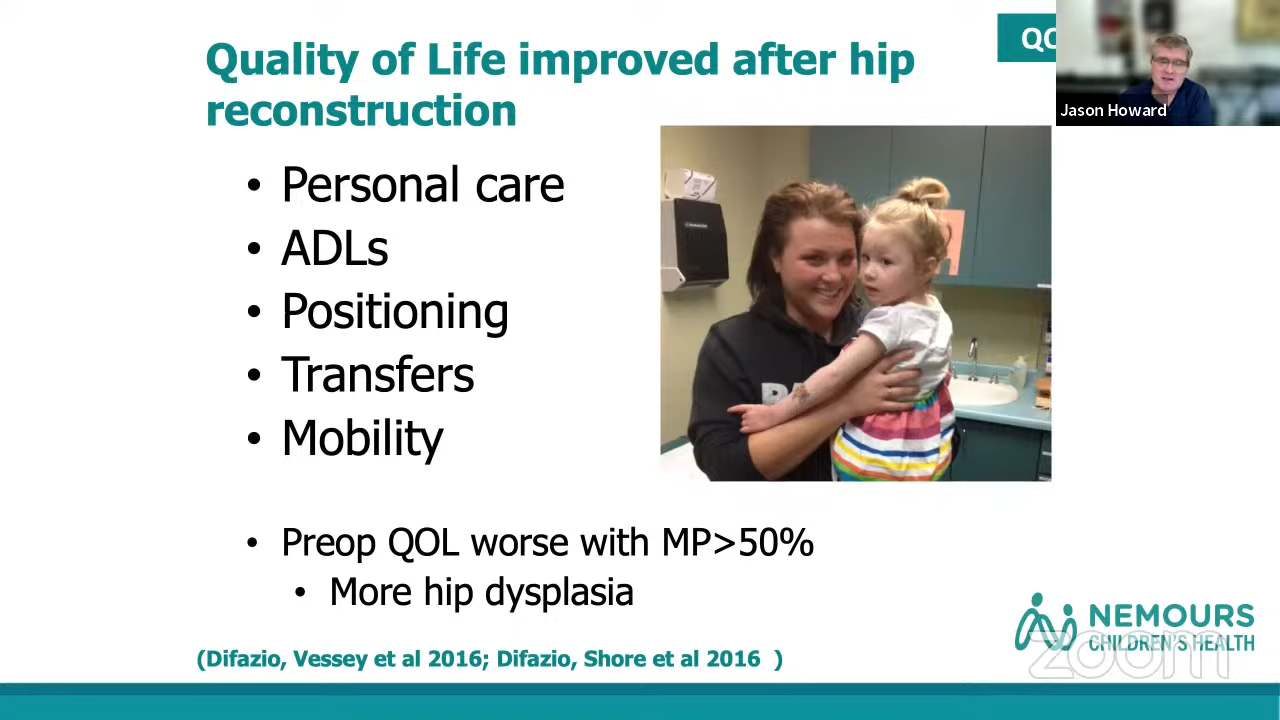 Quality of Life improved after hip
reconstruction
Jason Howard
• Personal care
• ADLs
• Positioning
• Transfers
• Mobility
• Preop QOL worse with MP>50%
• More hip dysplasia
(Difazio, Vessey et al 2016; Difazio, Shore et al 2016 )
NEMOURS
CHILDREN'S HEALTH
zoom